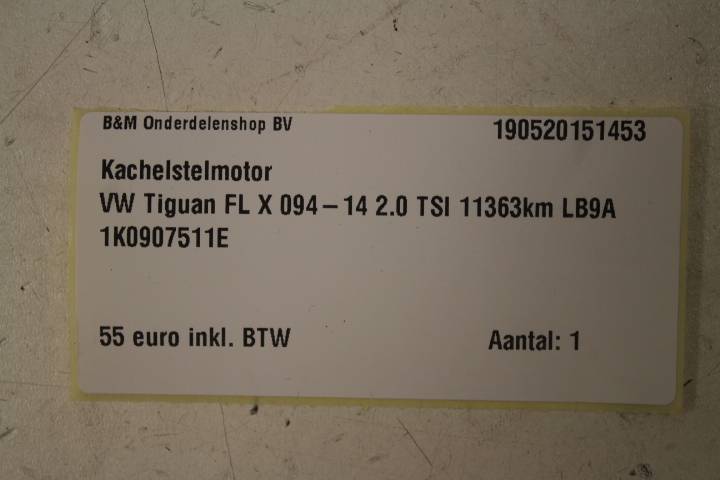 B&M Onderdelenshop BV 190520151453
Kachelstelmotor
VW Tiguan FL X 094-14 2.0 TSI 11363km LB9A
1K0907511E
55 euro inkl. BTW Aantal: 1